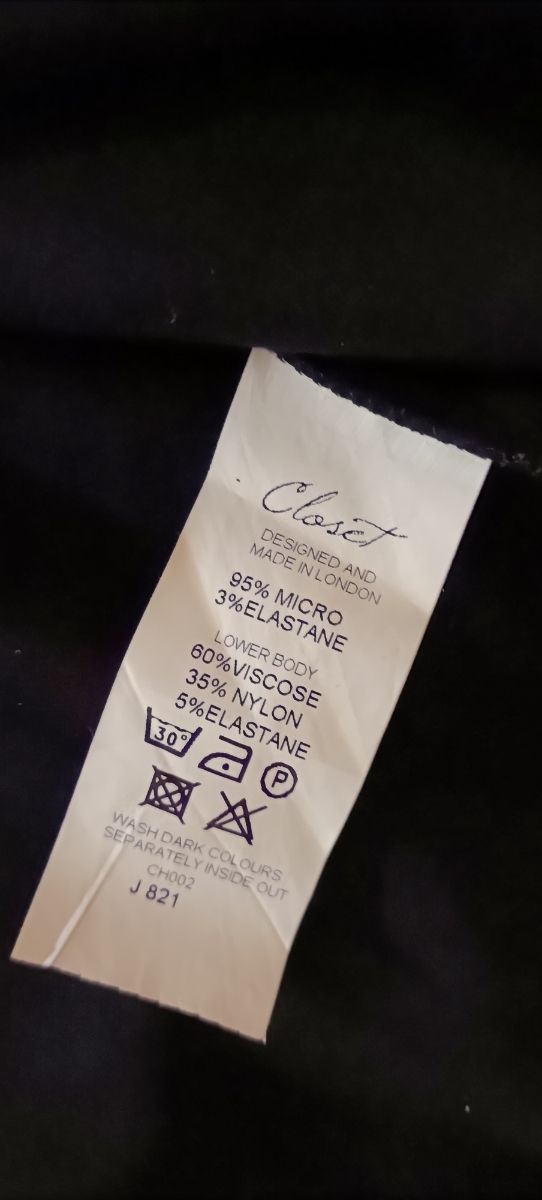 Closet
DESIGNED AND
MADE IN LONDON
95% MICRO
3%ELASTANE
LOWER BODY
60%VISCOSE
35% NYLON
5%ELASTANE
30°
P
WASH DARK COLOURS
SEPARATELY INSIDE OUT
CH002
J 821